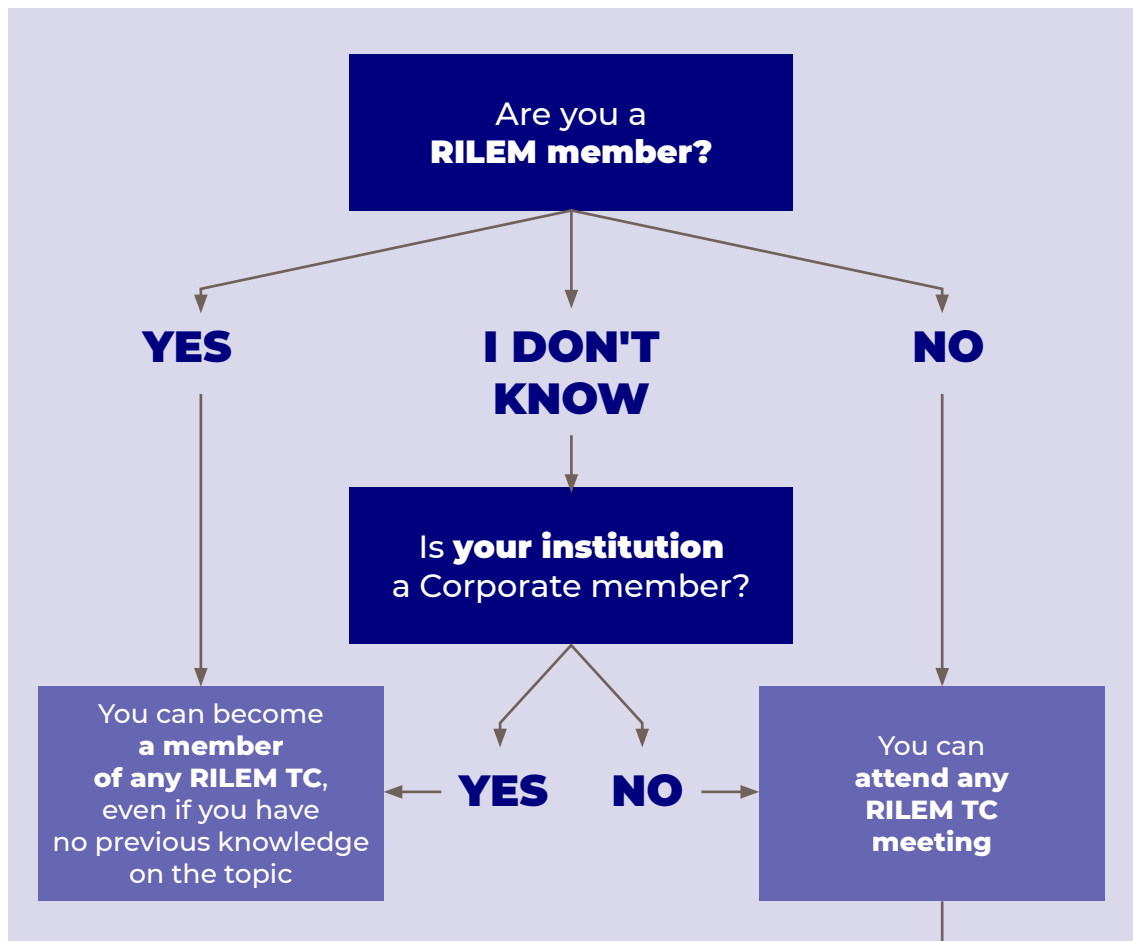 Are you a
RILEM member?
YES
I DON'T
KNOW
NO
Is your institution
a Corporate member?
You can become
a member
of any RILEM TC,
even if you have
no previous knowledge
on the topic
YES
NO
You can
attend any
RILEM TC
meeting